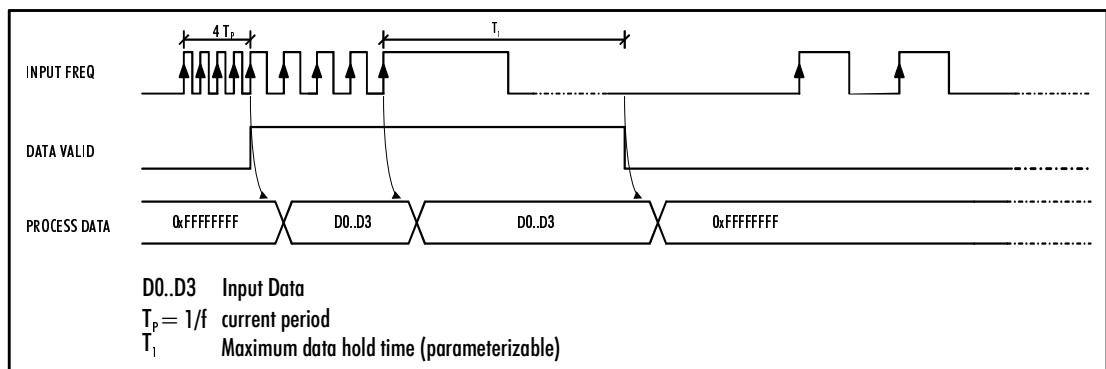 4 Tₚ
T₁
INPUT FREQ
DATA VALID
PROCESS DATA
0xFFFFFFFF
D0..D3
D0..D3
0xFFFFFFFF
D0..D3 Input Data
Tₚ = 1/f current period
T₁ Maximum data hold time (parameterizable)